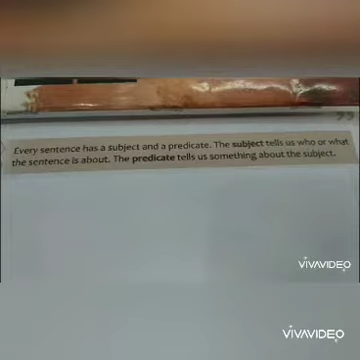 Every sentence has a subject and a predicate. The subject tells us who or what
the sentence is about. The predicate tells us something about the subject.
VIVAVIDEO
VIVAVIDEO